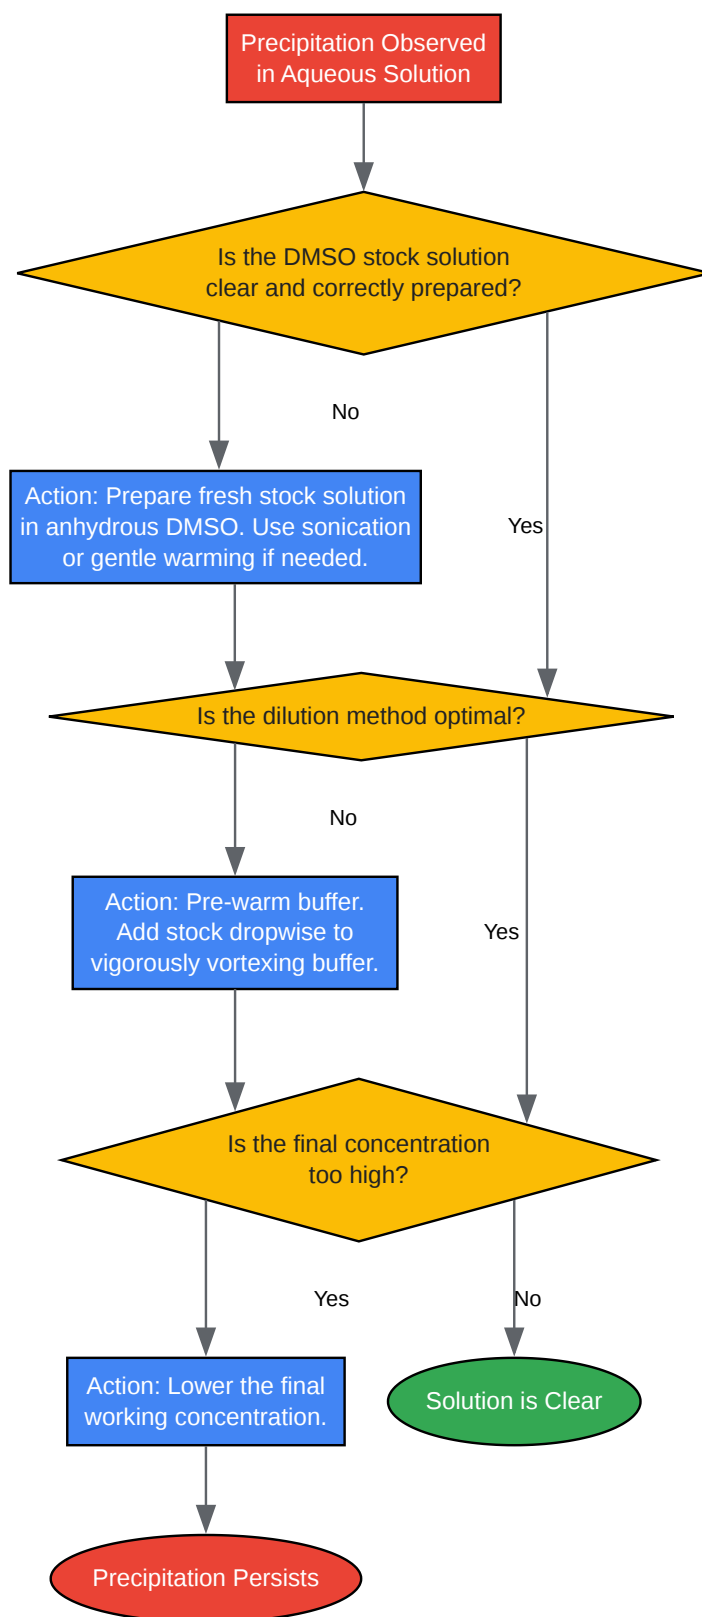 Precipitation Observed
in Aqueous Solution
Is the DMSO stock solution
clear and correctly prepared?
No
Action: Prepare fresh stock solution
in anhydrous DMSO. Use sonication
or gentle warming if needed.
Yes
Is the dilution method optimal?
No
Action: Pre-warm buffer.
Add stock dropwise to
vigorously vortexing buffer.
Yes
Is the final concentration
too high?
Yes
No
Action: Lower the final
working concentration.
Solution is Clear
Precipitation Persists